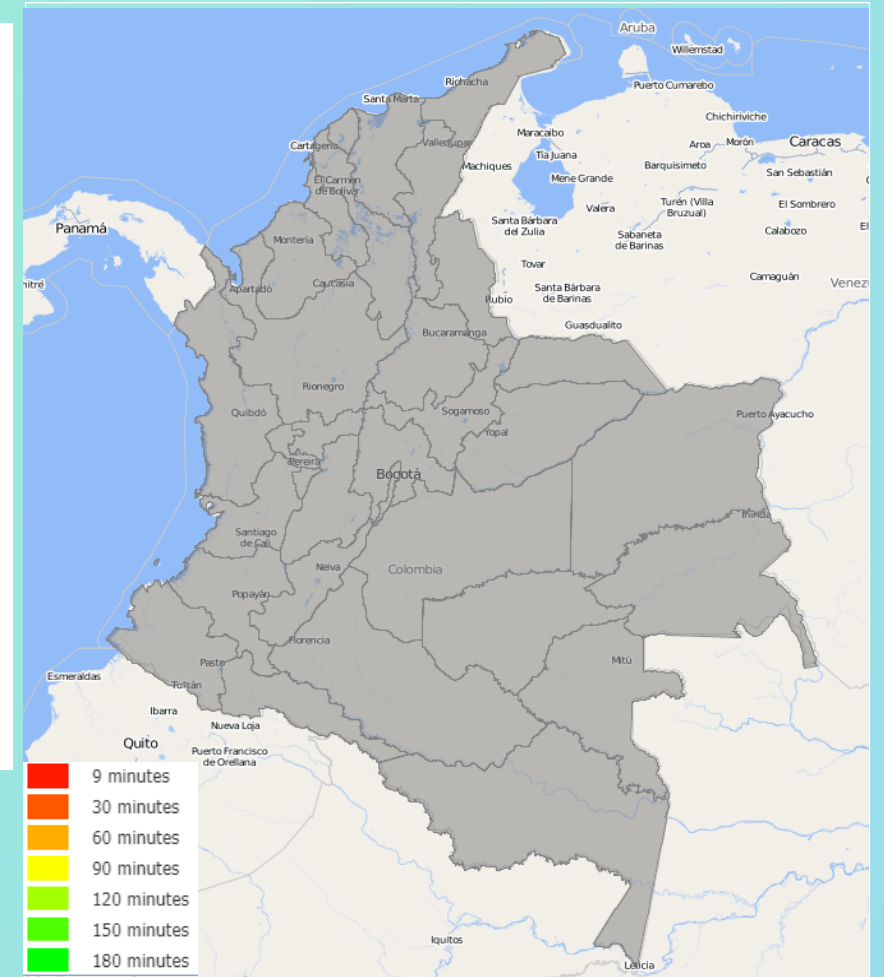 Aruba
Willemstad
Riohacha
Puerto Cumarebo
Santa Marta
Chichiriviche
Maracaibo
Cartagena
Valledupar
Aroa
Morón
Caracas
Tía Juana
Machiques
Barquisimeto
San Sebastián
Mene Grande
El Carmen
de Bolívar
Valera
Turén (Villa
Bruzual)
El Sombrero
Santa Bárbara
del Zulia
Panamá
Sabaneta
de Barinas
Calabozo
El
Montería
Tovar
Camaguán
Venez
nitré
Apartadó
Caucasia
Santa Bárbara
de Barinas
Rubio
Guasdualito
Bucaramanga
Rionegro
Quibdó
Sogamoso
Puerto Ayacucho
Yopal
Pereira
Bogotá
Inírida
Santiago
de Cali
Neiva
Colombia
Popayán
Florencia
Mitú
Pasto
Esmeraldas
Tulcán
Ibarra
Nueva Loja
Quito
Puerto Francisco
de Orellana
9 minutes
30 minutes
60 minutes
90 minutes
120 minutes
150 minutes
180 minutes
Iquitos
Leticia